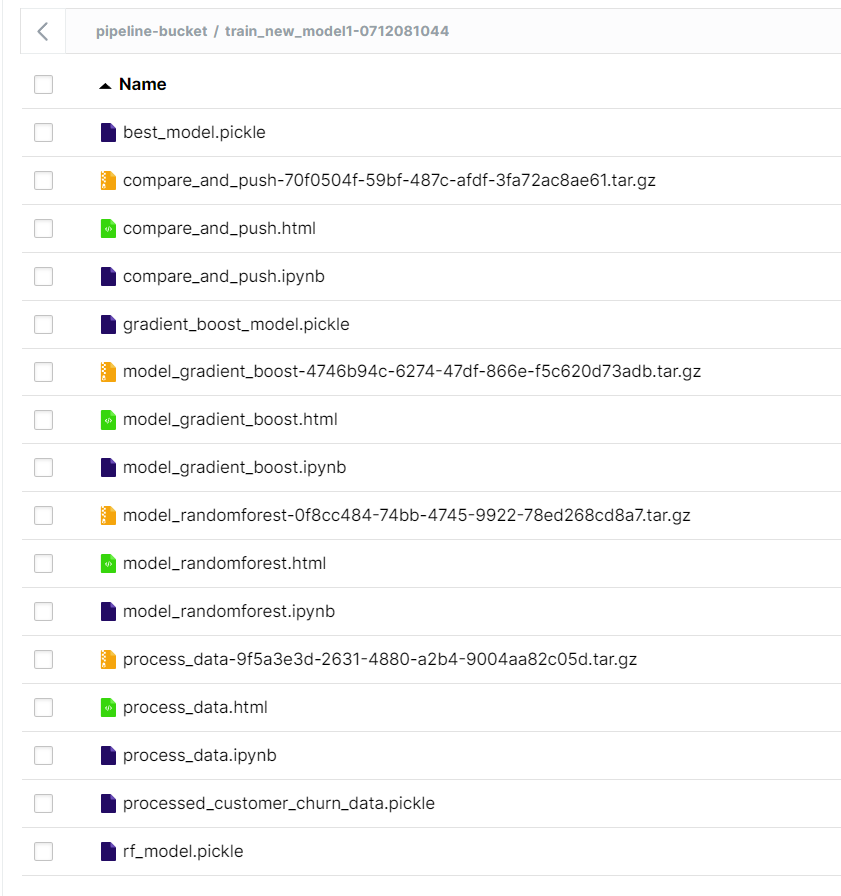 pipeline-bucket / train_new_model1-0712081044
Name
best_model.pickle
compare_and_push-70f0504f-59bf-487c-afdf-3fa72ac8ae61.tar.gz
compare_and_push.html
compare_and_push.ipynb
gradient_boost_model.pickle
model_gradient_boost-4746b94c-6274-47df-866e-f5c620d73adb.tar.gz
model_gradient_boost.html
model_gradient_boost.ipynb
model_randomforest-0f8cc484-74bb-4745-9922-78ed268cd8a7.tar.gz
model_randomforest.html
model_randomforest.ipynb
process_data-9f5a3e3d-2631-4880-a2b4-9004aa82c05d.tar.gz
process_data.html
process_data.ipynb
processed_customer_churn_data.pickle
rf_model.pickle